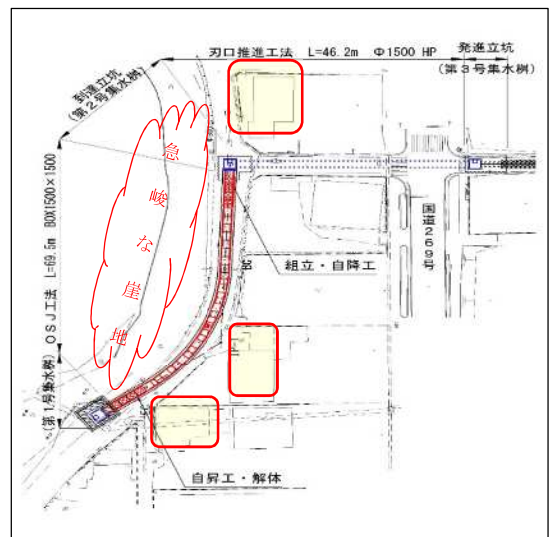 刃口推進工法 L=46.2m Φ1500 HP
発進立坑
(第3号集水桝)
到達立坑
(第2号集水桝)
急峻な崖地
OSJ工法 L=69.5m BOX1500×1500
国道269号
組立・自降工
(第1号集水桝)
自昇工・解体